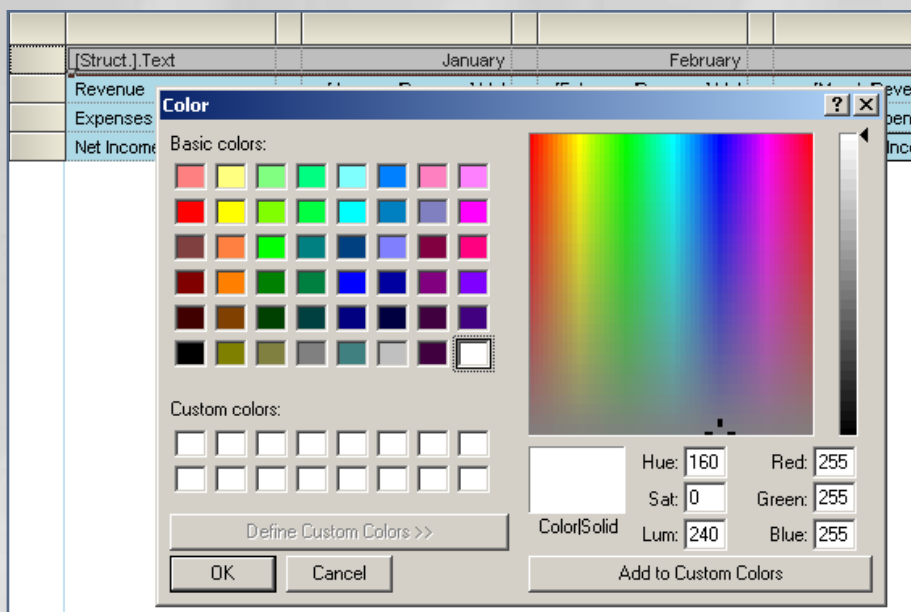 [Struct.].Text January February
Revenue
Expenses
Net Income
Color
Basic colors:
Custom colors:
Define Custom Colors >>
OK Cancel
Color|Solid
Hue: 160 Red: 255
Sat: 0 Green: 255
Lum: 240 Blue: 255
Add to Custom Colors